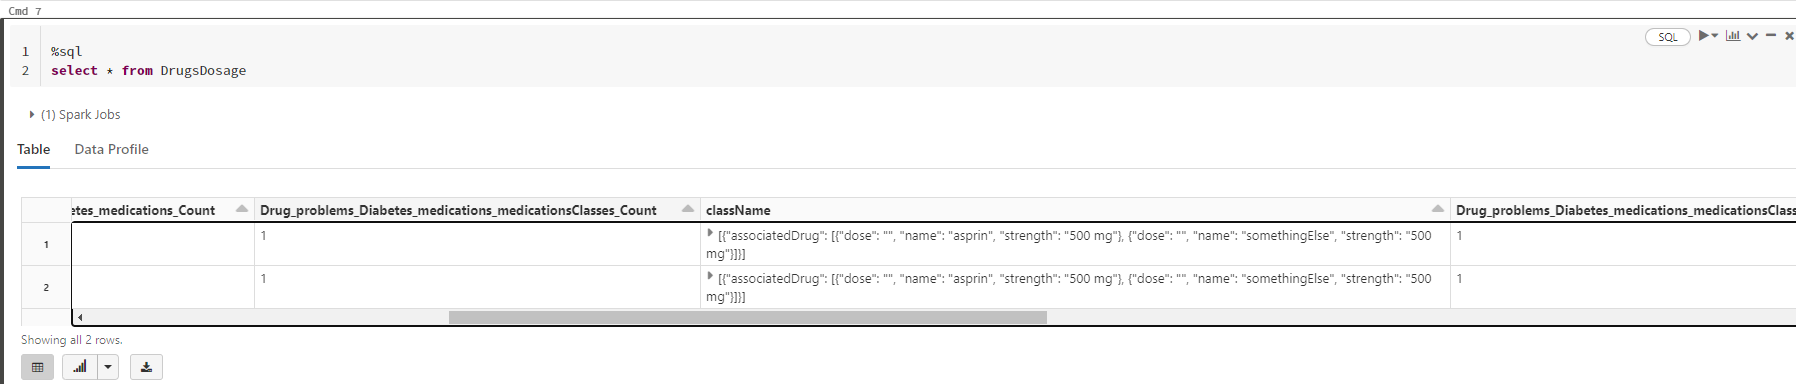 Cmd 7
SQL
1 %sql
2 select * from DrugsDosage
(1) Spark Jobs
Table Data Profile
etes_medications_Count Drug_problems_Diabetes_medications_medicationsClasses_Count className Drug_problems_Diabetes_medications_medicationsClas
1 1 [{"associatedDrug": [{"dose": "", "name": "asprin", "strength": "500 mg"}, {"dose": "", "name": "somethingElse", "strength": "500 1
mg"}]}]
2 1 [{"associatedDrug": [{"dose": "", "name": "asprin", "strength": "500 mg"}, {"dose": "", "name": "somethingElse", "strength": "500 1
mg"}]}]
Showing all 2 rows.